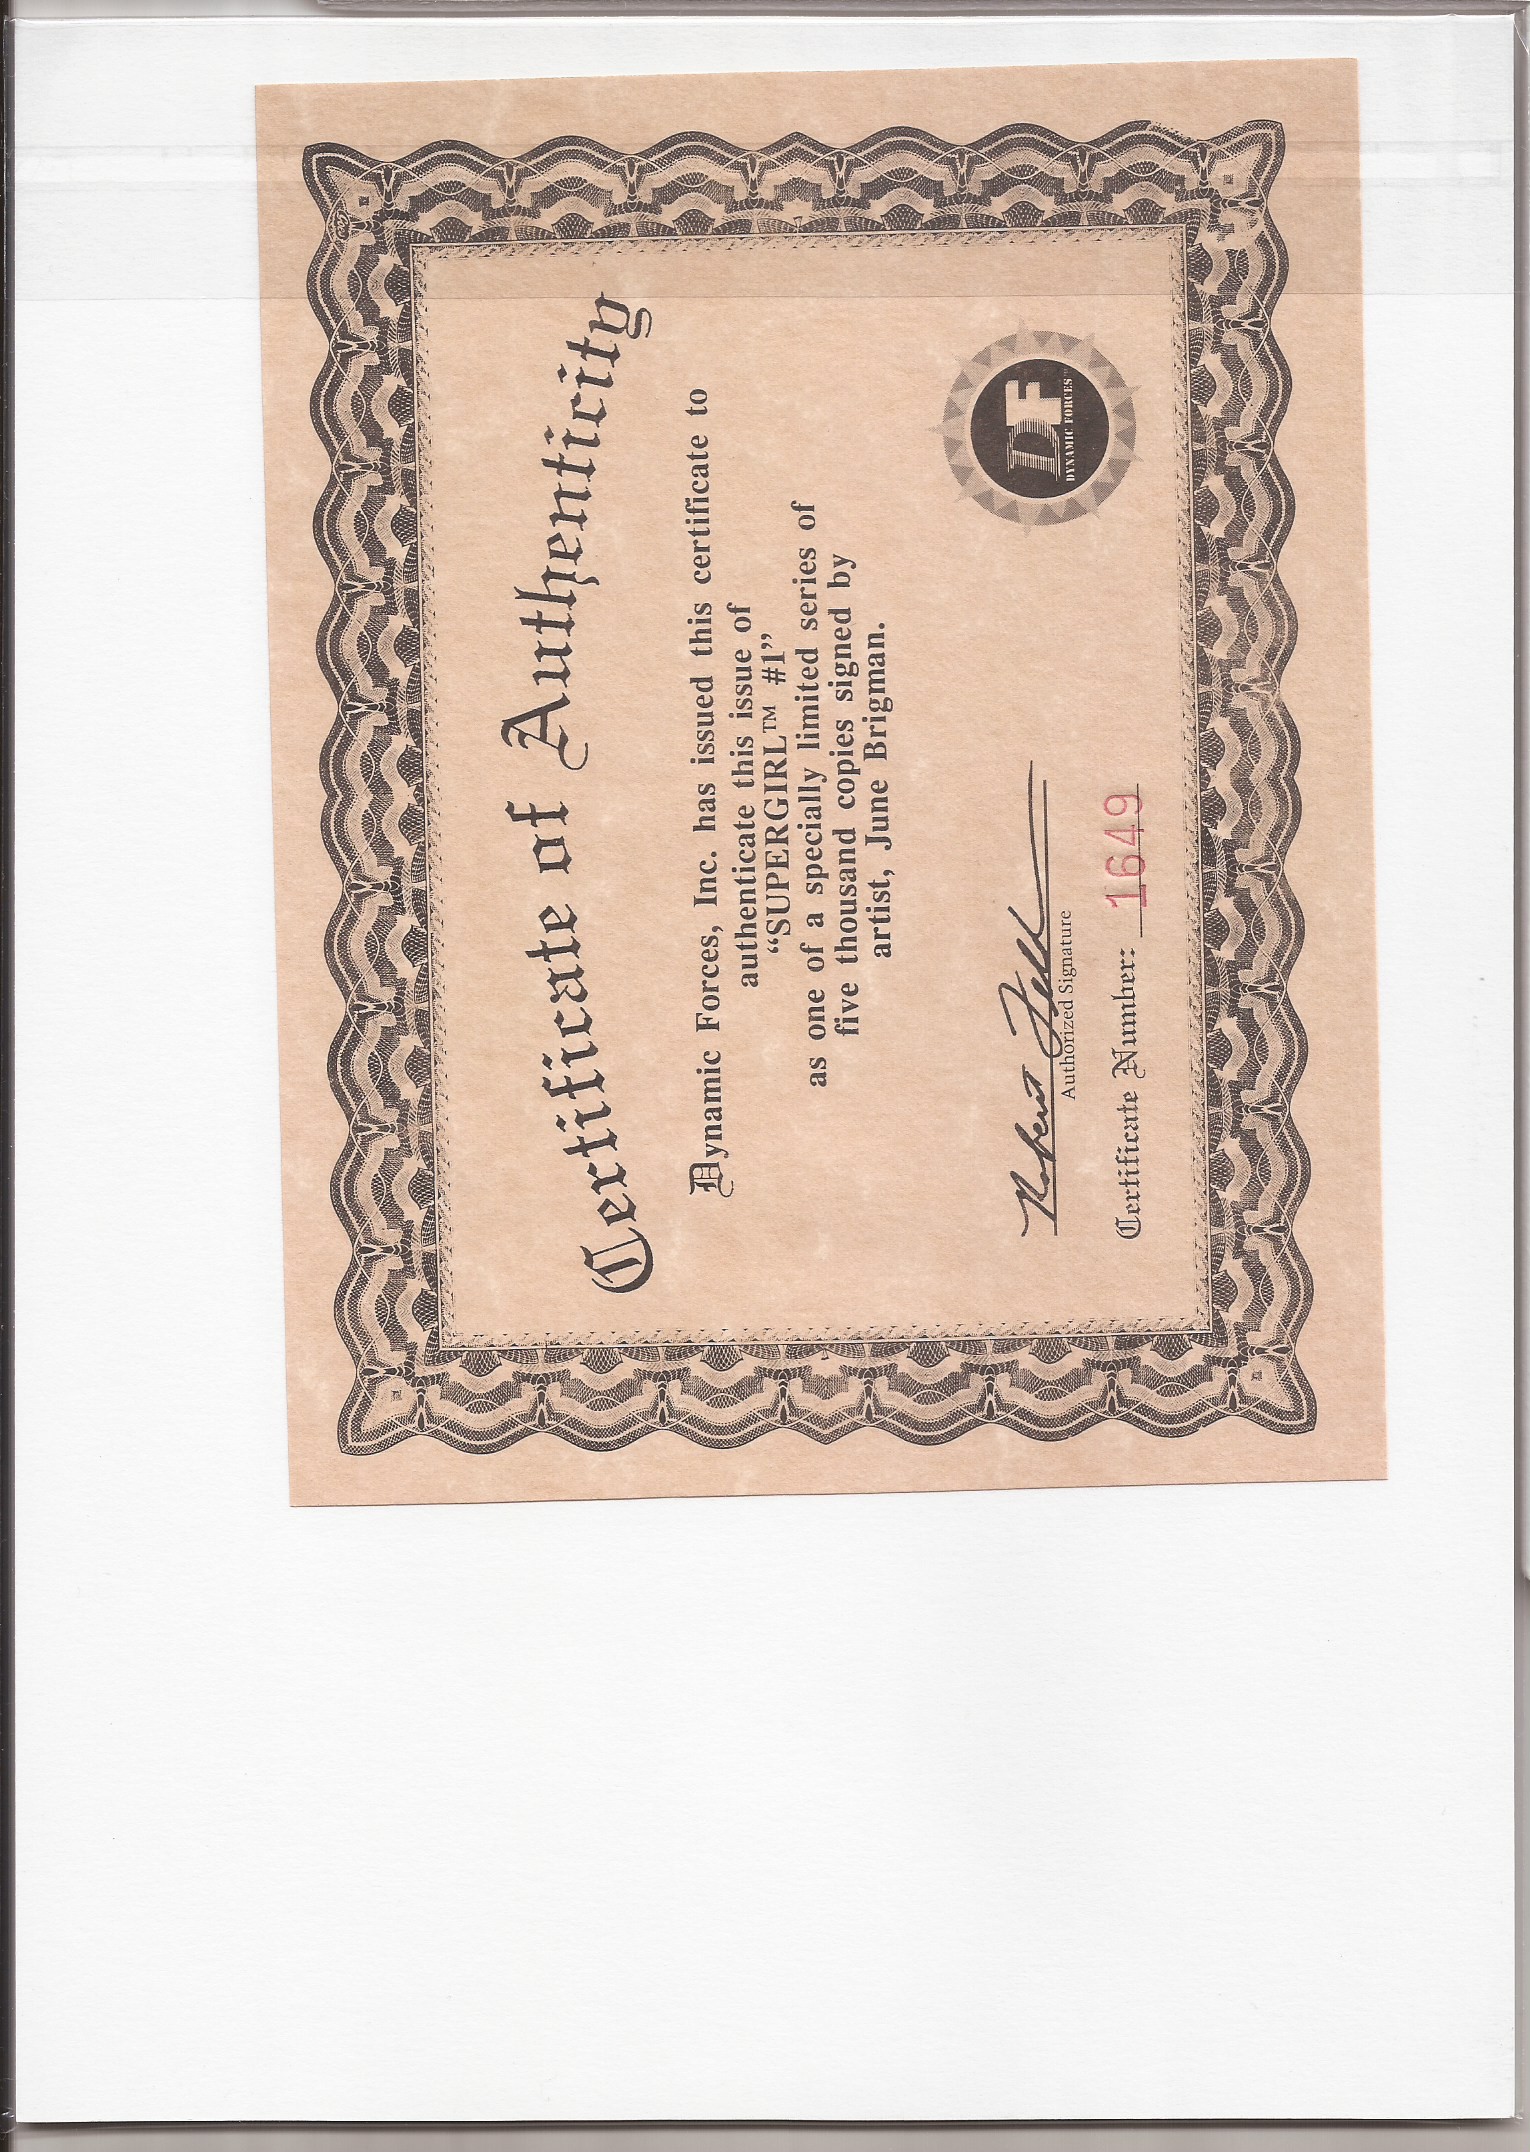 Certificate of Authenticity
Dynamic Forces, Inc. has issued this certificate to
authenticate this issue of
“SUPERGIRL™ #1”
as one of a specially limited series of
five thousand copies signed by
artist, June Brigman.
Authorized Signature
Certificate Number: 1649
DF
DYNAMIC FORCES